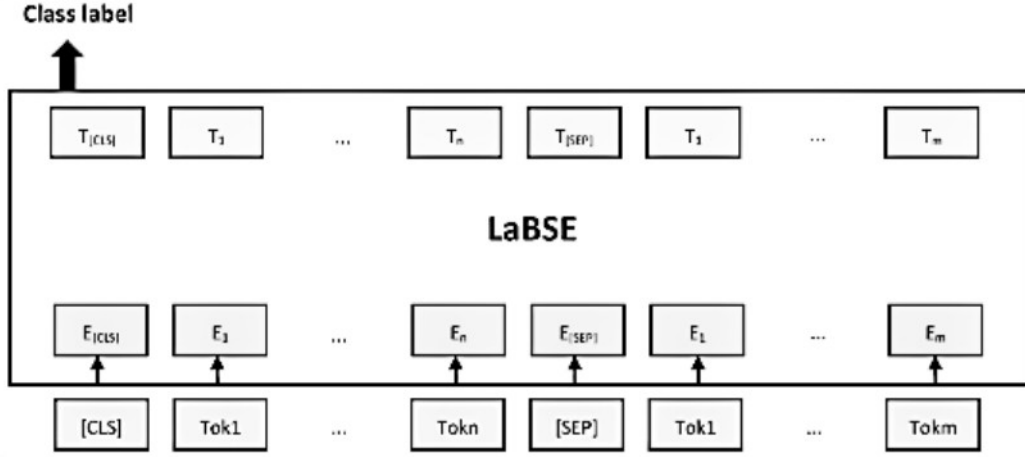 Class label
T[CLS] T1 ... Tn T[SEP] T1 ... Tm
LaBSE
E[CLS] E1 ... En E[SEP] E1 ... Em
[CLS] Tok1 ... Tokn [SEP] Tok1 ... Tokm